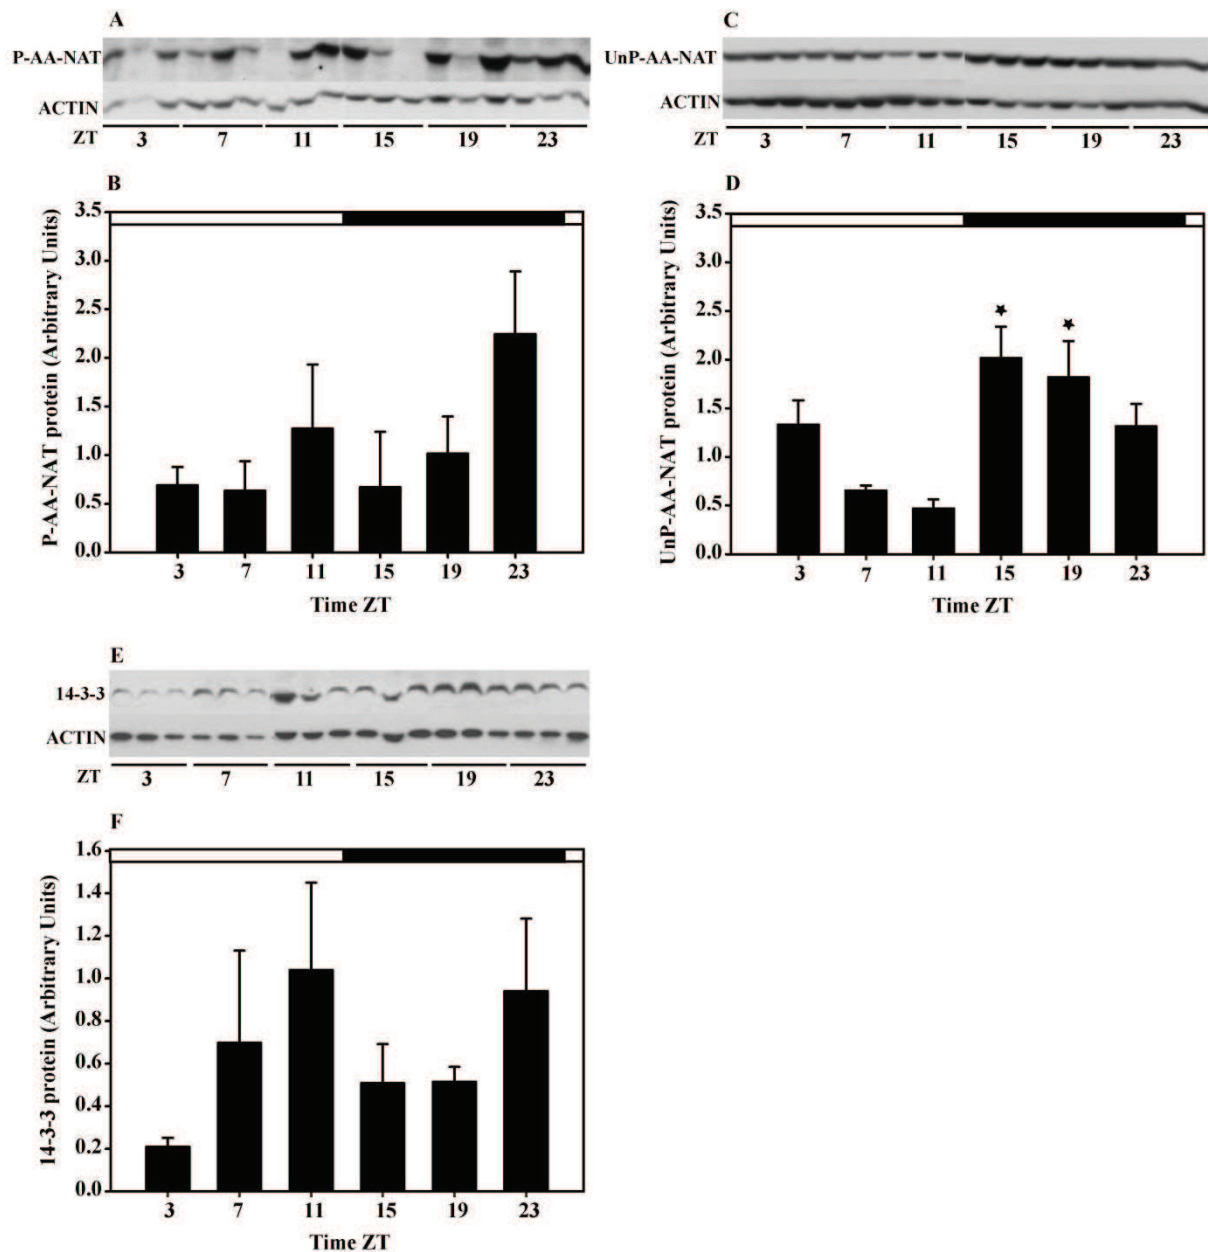 A
P-AA-NAT
ACTIN
ZT 3 7 11 15 19 23
B
P-AA-NAT protein (Arbitrary Units)
3.5
3.0
2.5
2.0
1.5
1.0
0.5
0.0
3 7 11 15 19 23
Time ZT
C
UnP-AA-NAT
ACTIN
ZT 3 7 11 15 19 23
D
UnP-AA-NAT protein (Arbitrary Units)
3.5
3.0
2.5
2.0
1.5
1.0
0.5
0.0
3 7 11 15 19 23
Time ZT
E
14-3-3
ACTIN
ZT 3 7 11 15 19 23
F
14-3-3 protein (Arbitrary Units)
1.6
1.4
1.2
1.0
0.8
0.6
0.4
0.2
0.0
3 7 11 15 19 23
Time ZT